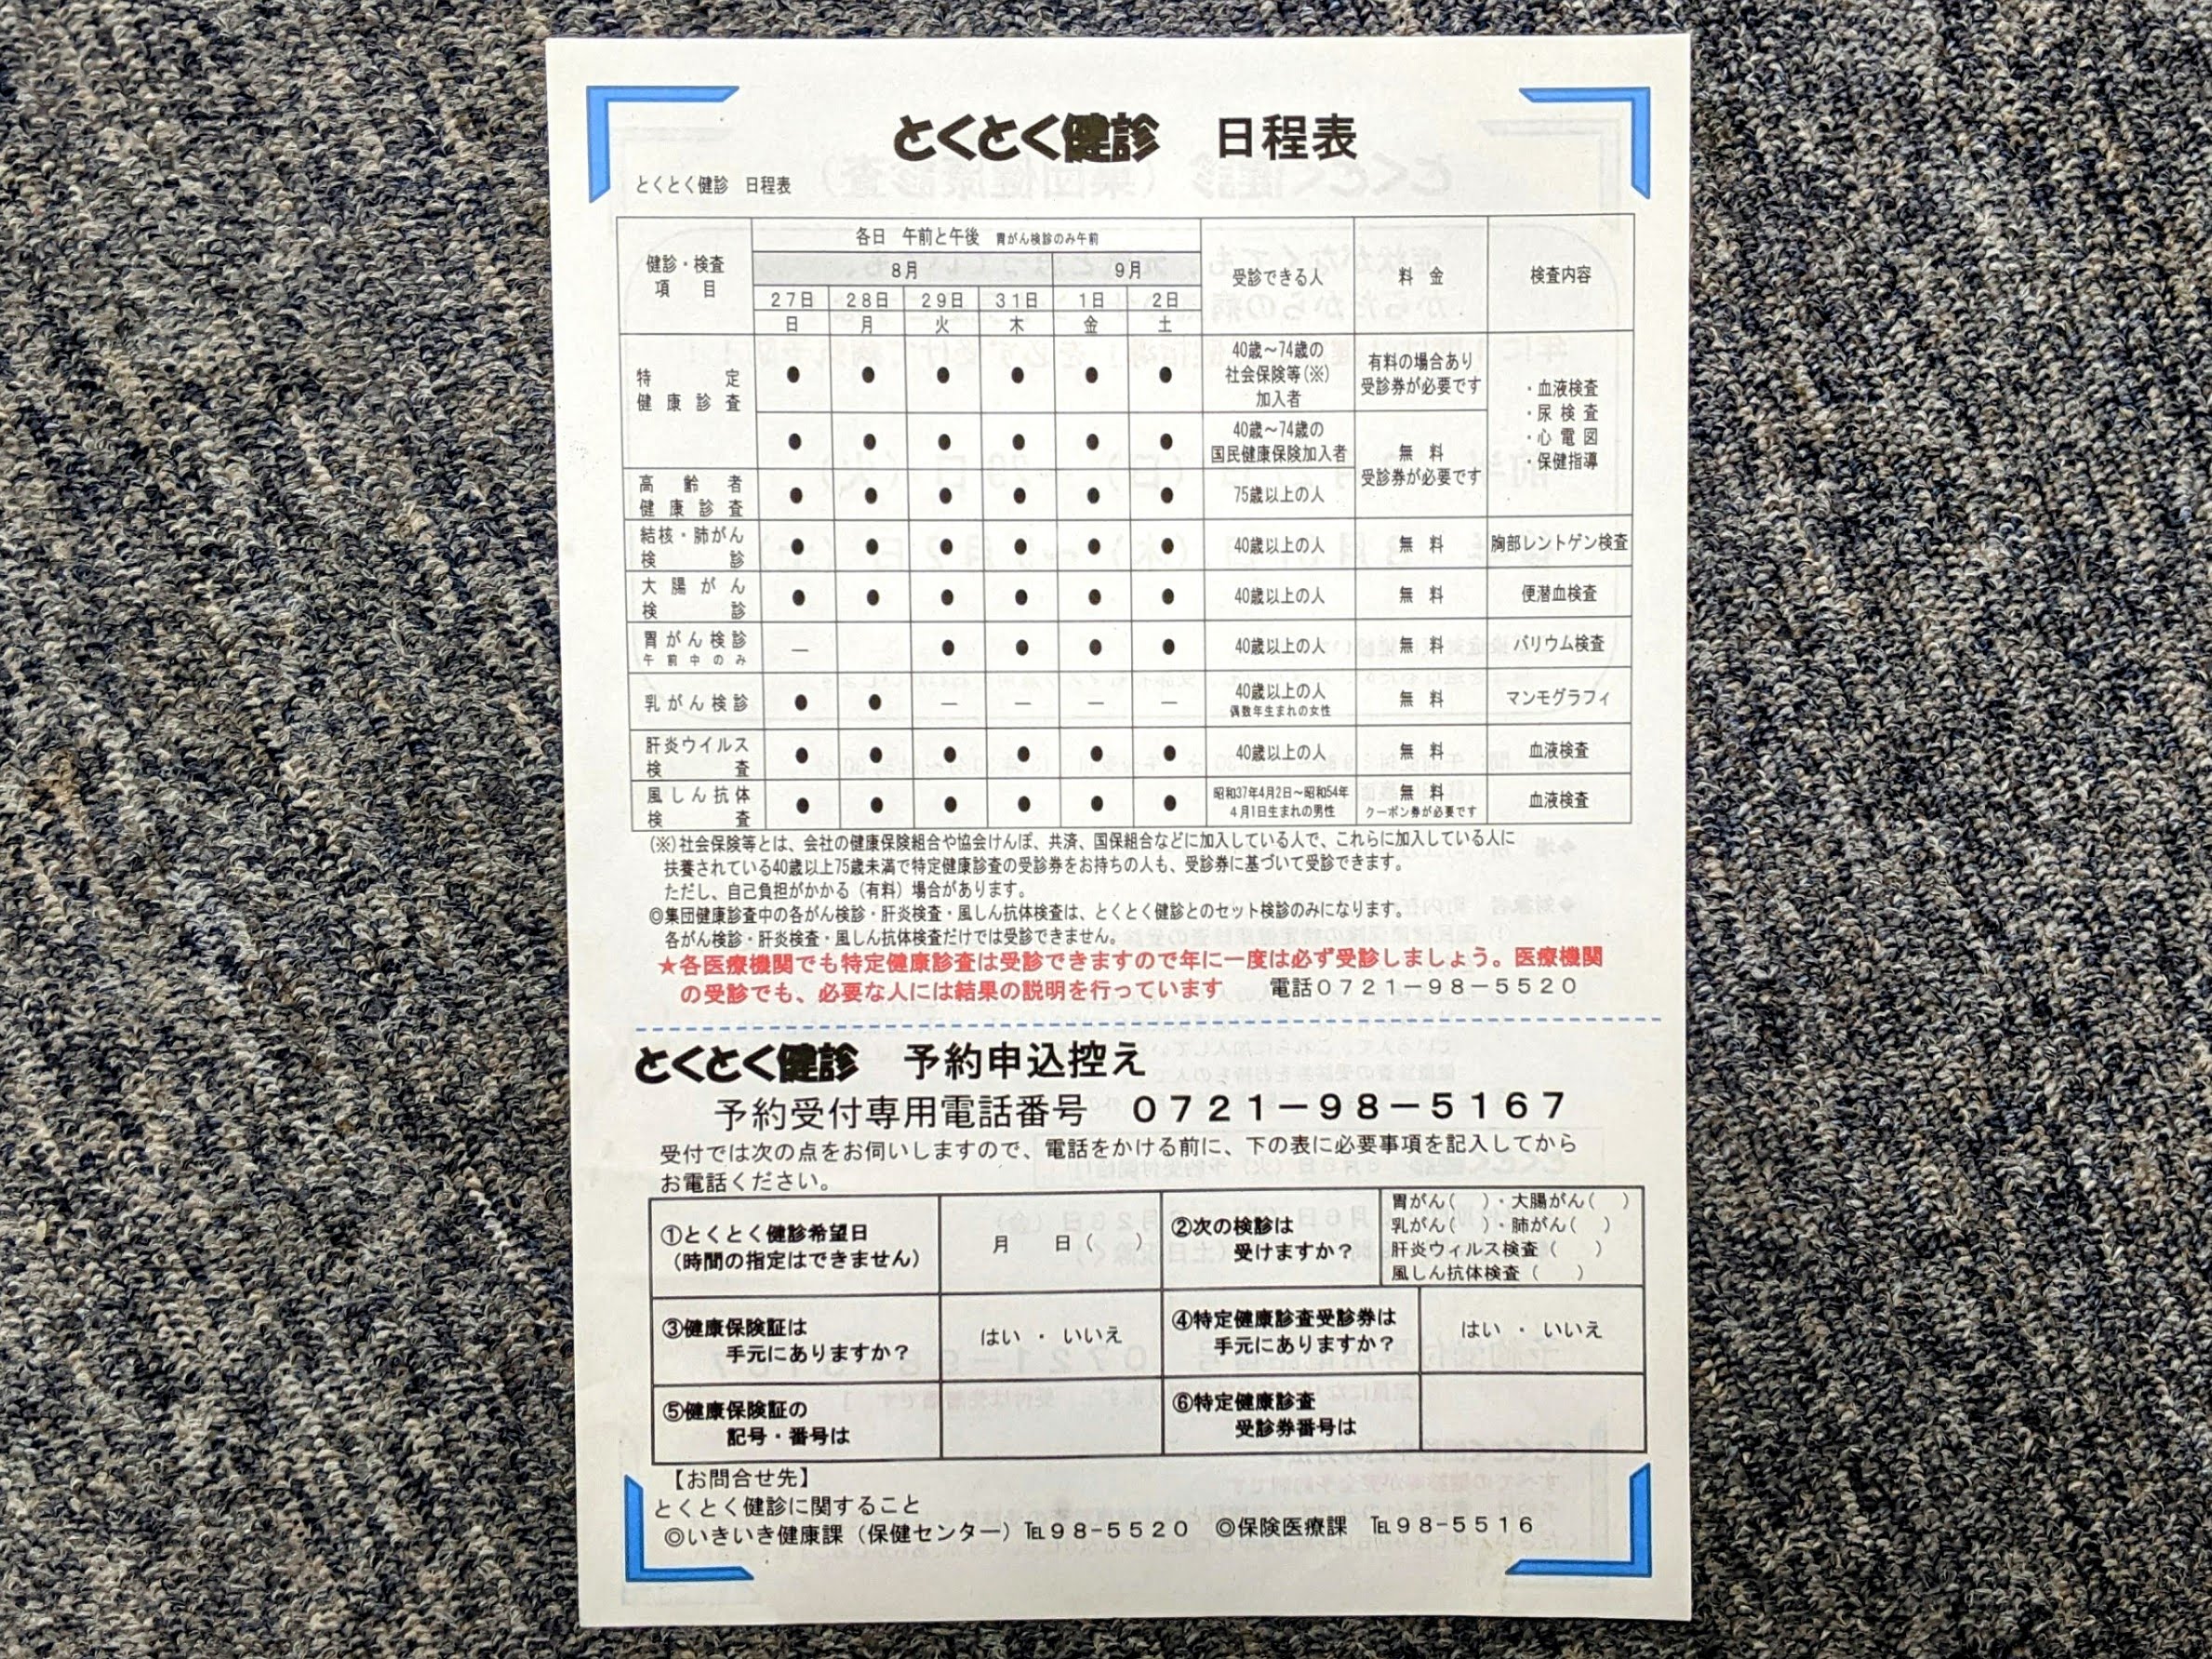 とくとく健診 日程表
とくとく健診 日程表
健診・検査 項目
各日 午前と午後 胃がん検診のみ午前
8月 9月
27日 28日 29日 31日 1日 2日
日 月 火 木 金 土
受診できる人 料金 検査内容
特定健康診査 ● ● ● ● ● ● 40歳～74歳の社会保険等(※)加入者 有料の場合あり 受診券が必要です
● ● ● ● ● ● 40歳～74歳の国民健康保険加入者 無料 受診券が必要です
・血液検査
・尿検査
・心電図
・保健指導
高齢者健康診査 ● ● ● ● ● ● 75歳以上の人
結核・肺がん検診 ● ● ● ● ● ● 40歳以上の人 無料 胸部レントゲン検査
大腸がん検診 ● ● ● ● ● ● 40歳以上の人 無料 便潜血検査
胃がん検診 午前中のみ ― ● ● ● ● 40歳以上の人 無料 バリウム検査
乳がん検診 ● ● ― ― ― ― 40歳以上の人 偶数年生まれの女性 無料 マンモグラフィ
肝炎ウイルス検査 ● ● ● ● ● ● 40歳以上の人 無料 血液検査
風しん抗体検査 ● ● ● ● ● ● 昭和37年4月2日～昭和54年4月1日生まれの男性 無料 クーポン券が必要です 血液検査
(※)社会保険等とは、会社の健康保険組合や協会けんぽ、共済、国保組合などに加入している人で、これらに加入している人に
扶養されている40歳以上75歳未満で特定健康診査の受診券をお持ちの人も、受診券に基づいて受診できます。
ただし、自己負担がかかる（有料）場合があります。
◎集団健康診査中の各がん検診・肝炎検査・風しん抗体検査は、とくとく健診とのセット検診のみになります。
各がん検診・肝炎検査・風しん抗体検査だけでは受診できません。
★各医療機関でも特定健康診査は受診できますので年に一度は必ず受診しましょう。医療機関
の受診でも、必要な人には結果の説明を行っています 電話0721－98－5520
とくとく健診 予約申込控え
予約受付専用電話番号 0721－98－5167
受付では次の点をお伺いしますので、電話をかける前に、下の表に必要事項を記入してから
お電話ください。
①とくとく健診希望日
（時間の指定はできません）
月 日（ ）
②次の検診は
受けますか？
胃がん( )・大腸がん( )
乳がん( )・肺がん( )
肝炎ウィルス検査（ ）
風しん抗体検査（ ）
③健康保険証は
手元にありますか？
はい ・ いいえ
④特定健康診査受診券は
手元にありますか？
はい ・ いいえ
⑤健康保険証の
記号・番号は
⑥特定健康診査
受診券番号は
【お問合せ先】
とくとく健診に関すること
◎いきいき健康課（保健センター）℡98-5520 ◎保険医療課 ℡98-5516